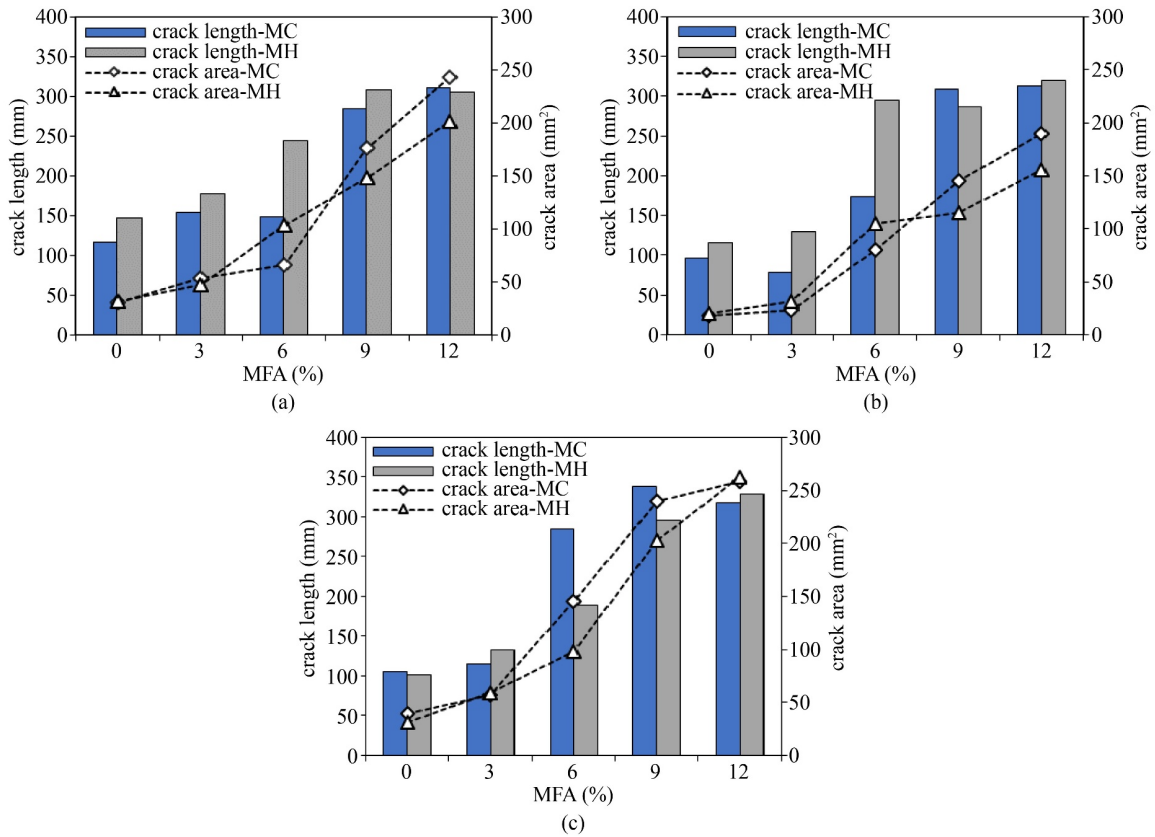 400
350
300
250
200
150
100
50
0
crack length (mm)
crack length-MC
crack length-MH
crack area-MC
crack area-MH
300
250
200
150
100
50
0
crack area (mm²)
0 3 6 9 12
MFA (%)
(a)
400
350
300
250
200
150
100
50
0
crack length (mm)
crack length-MC
crack length-MH
crack area-MC
crack area-MH
300
250
200
150
100
50
0
crack area (mm²)
0 3 6 9 12
MFA (%)
(b)
400
350
300
250
200
150
100
50
0
crack length (mm)
crack length-MC
crack length-MH
crack area-MC
crack area-MH
300
250
200
150
100
50
0
crack area (mm²)
0 3 6 9 12
MFA (%)
(c)